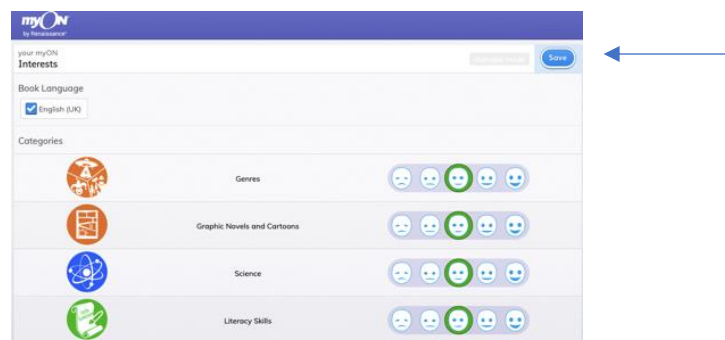 myON
by Renaissance
your myON
Interests
Save
Book Language
English (UK)
Categories
Genres
Graphic Novels and Cartoons
Science
Literacy Skills